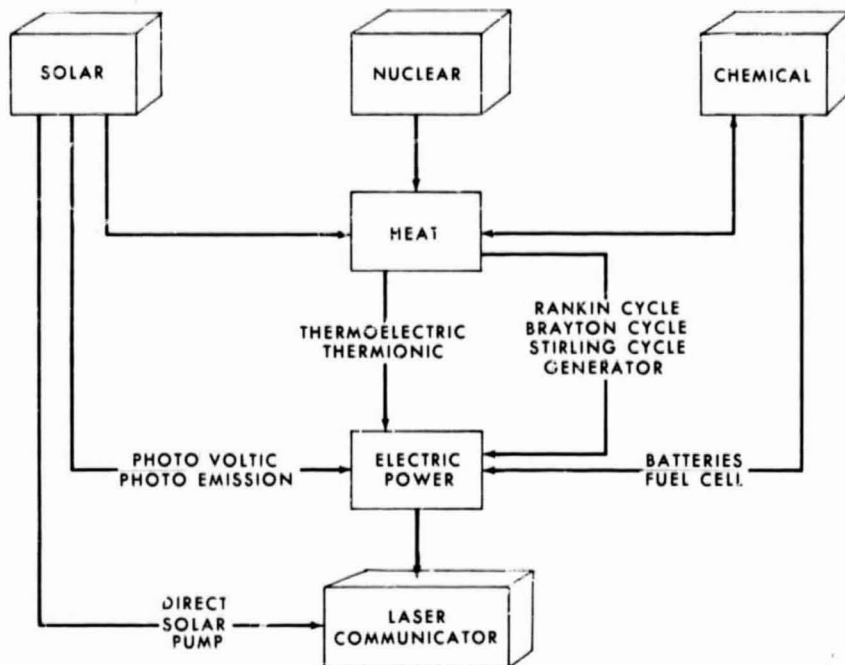 SOLAR
NUCLEAR
CHEMICAL
HEAT
THERMOELECTRIC
THERMIONIC
RANKIN CYCLE
BRAYTON CYCLE
STIRLING CYCLE
GENERATOR
PHOTO VOLTIC
PHOTO EMISSION
ELECTRIC
POWER
BATTERIES
FUEL CELL
DIRECT
SOLAR
PUMP
LASER
COMMUNICATOR